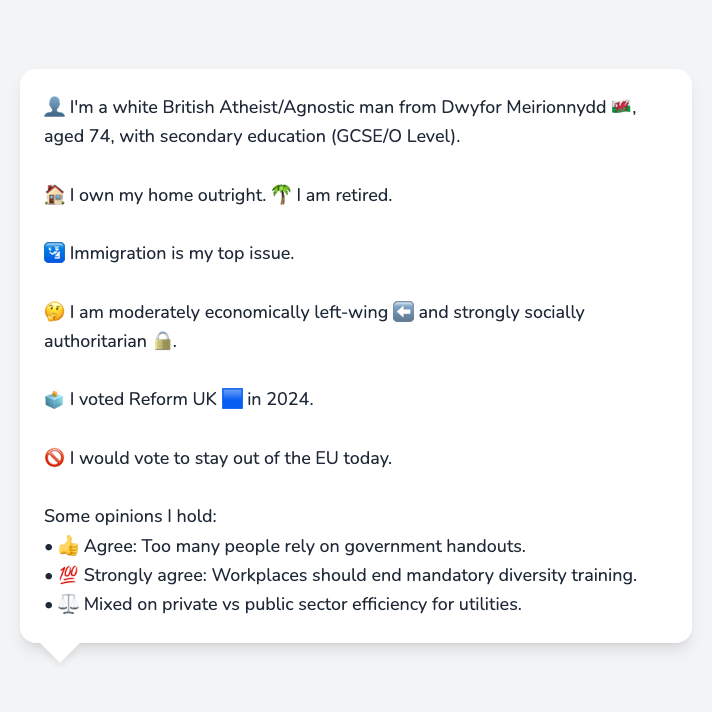 👤 I'm a white British Atheist/Agnostic man from Dwyfor Meirionnydd 🏴󠁧󠁢󠁷󠁬󠁳󠁿,
aged 74, with secondary education (GCSE/O Level).
🏠 I own my home outright. 🌴 I am retired.
🛂 Immigration is my top issue.
🤔 I am moderately economically left-wing ⬅️ and strongly socially
authoritarian 🔒.
🗳️ I voted Reform UK 🟦 in 2024.
🚫 I would vote to stay out of the EU today.
Some opinions I hold:
• 👍 Agree: Too many people rely on government handouts.
• 💯 Strongly agree: Workplaces should end mandatory diversity training.
• ⚖️ Mixed on private vs public sector efficiency for utilities.